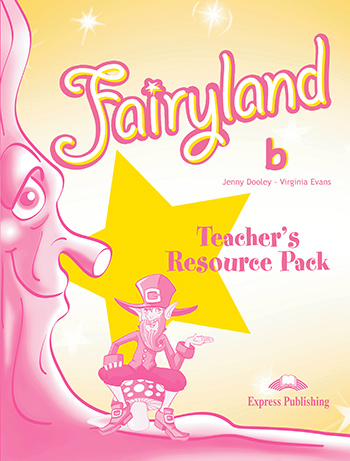 Fairyland
b
Jenny Dooley - Virginia Evans
Teacher's
Resource Pack
Express Publishing